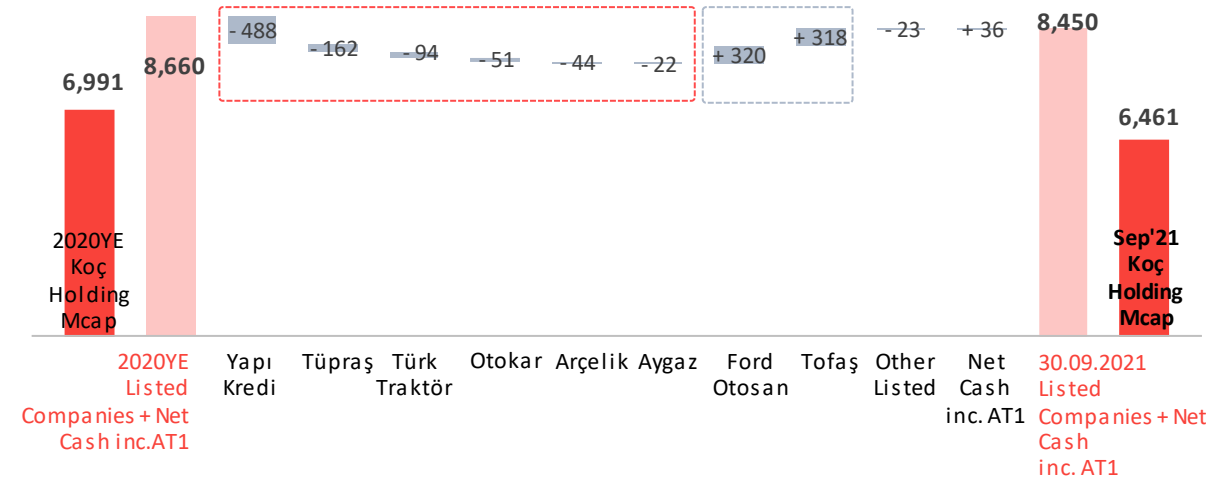 6,991
8,660
- 488
- 162
- 94
- 51
- 44
- 22
+ 320
+ 318
- 23
+ 36
8,450
6,461
2020YE
Koç
Holding
Mcap
Sep'21
Koç
Holding
Mcap
2020YE
Listed
Companies + Net
Cash inc.AT1
Yapı
Kredi
Tüpraş
Türk
Traktör
Otokar
Arçelik
Aygaz
Ford
Otosan
Tofaş
Other
Listed
Net
Cash
inc. AT1
30.09.2021
Listed
Companies + Net
Cash
inc. AT1